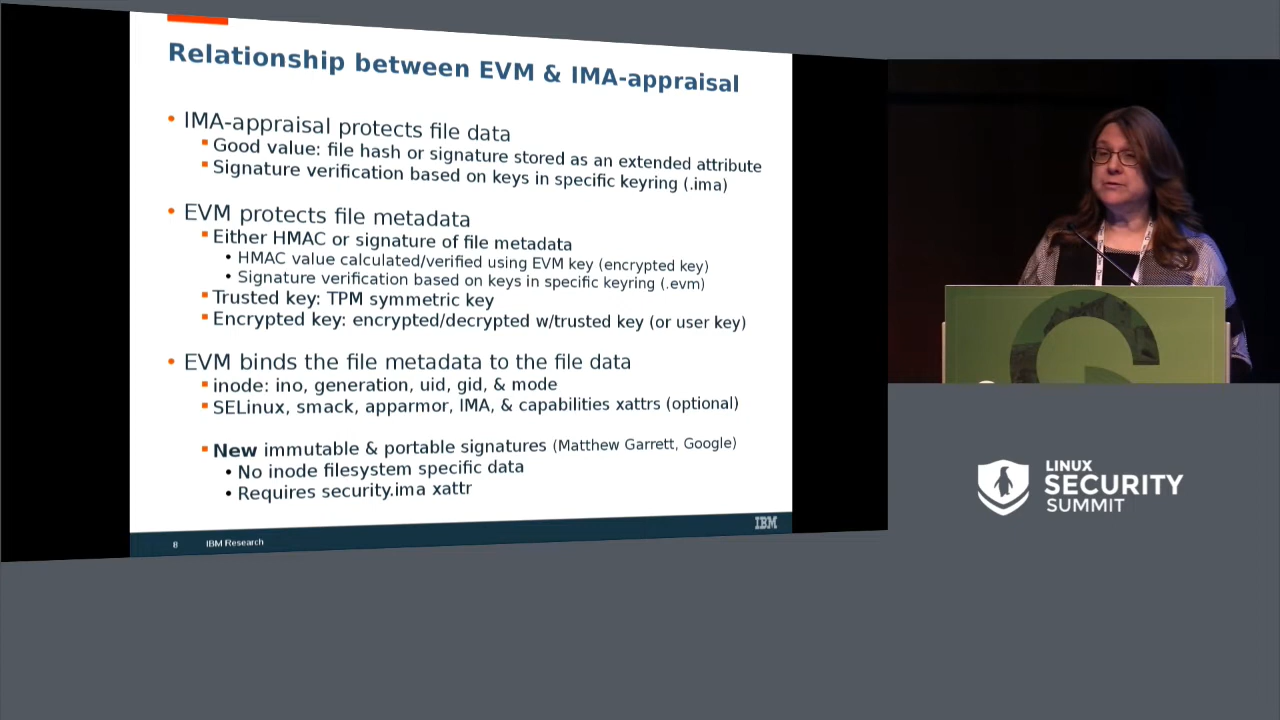 Relationship between EVM & IMA-appraisal
• IMA-appraisal protects file data
▪ Good value: file hash or signature stored as an extended attribute
▪ Signature verification based on keys in specific keyring (.ima)
• EVM protects file metadata
▪ Either HMAC or signature of file metadata
• HMAC value calculated/verified using EVM key (encrypted key)
• Signature verification based on keys in specific keyring (.evm)
▪ Trusted key: TPM symmetric key
▪ Encrypted key: encrypted/decrypted w/trusted key (or user key)
• EVM binds the file metadata to the file data
▪ inode: ino, generation, uid, gid, & mode
▪ SELinux, smack, apparmor, IMA, & capabilities xattrs (optional)
▪ New immutable & portable signatures (Matthew Garrett, Google)
• No inode filesystem specific data
• Requires security.ima xattr
8 IBM Research
IBM
LINUX
SECURITY
SUMMIT